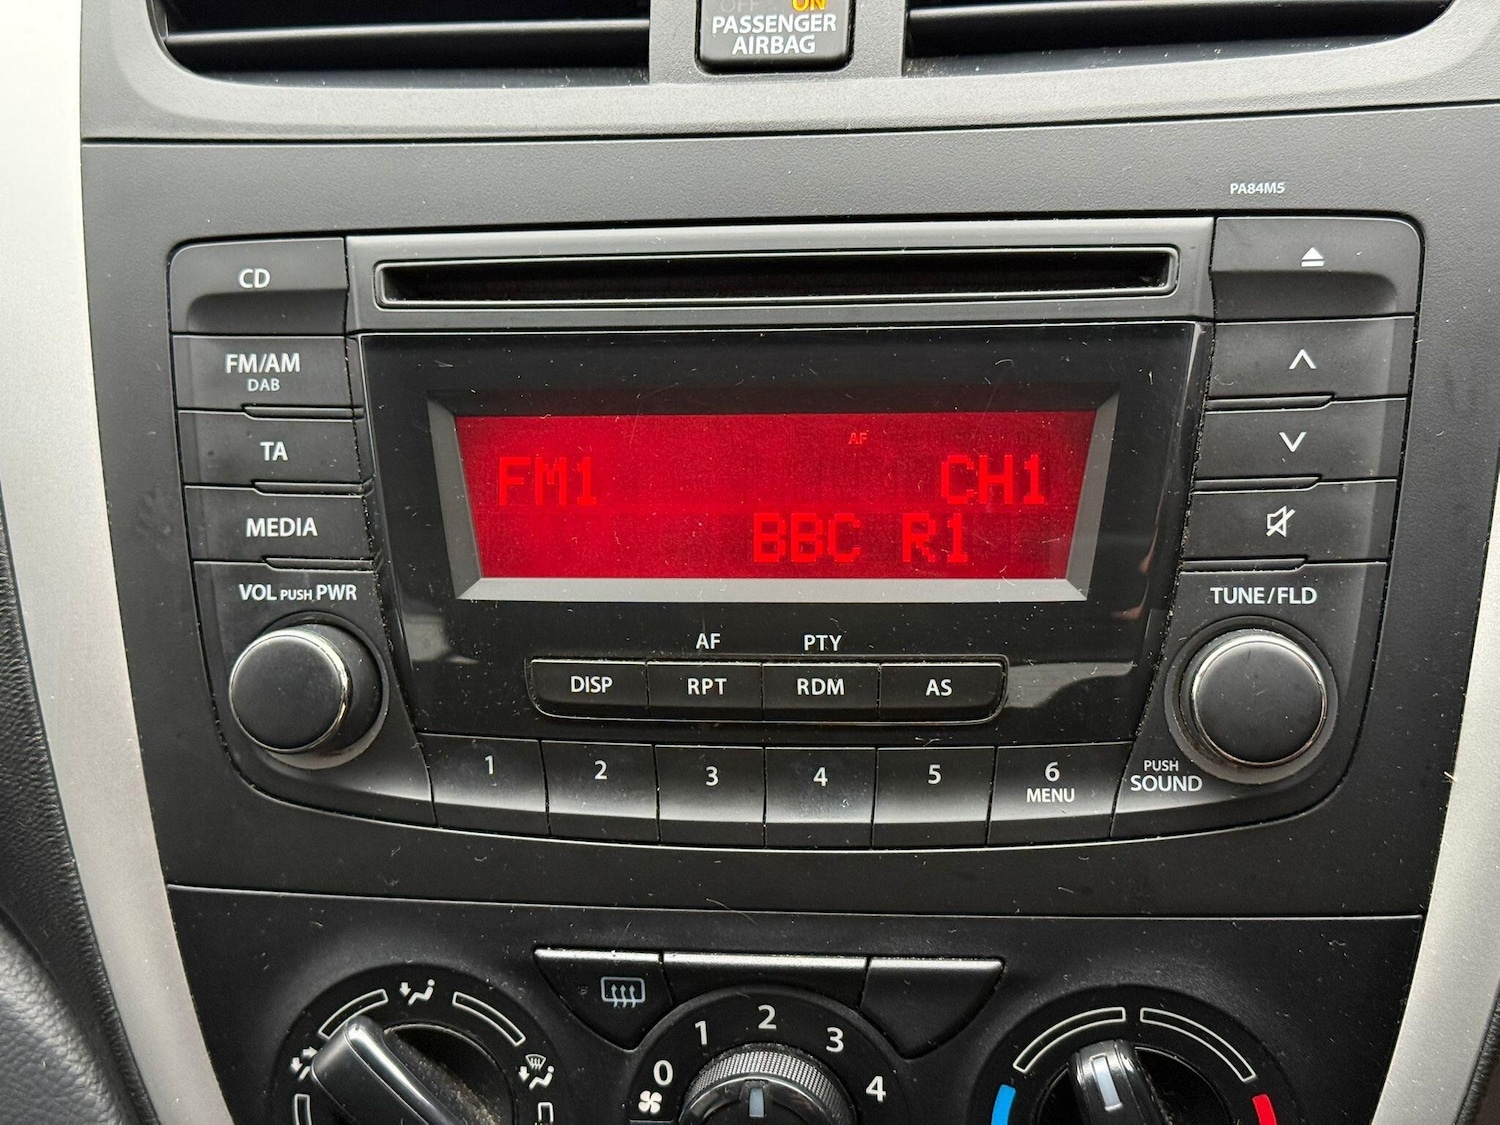 OFF ON
PASSENGER
AIRBAG
PA84M5
CD
FM/AM
DAB
TA
MEDIA
VOL PUSH PWR
AF
FM1 CH1
BBC R1
TUNE/FLD
AF PTY
DISP RPT RDM AS
1 2 3 4 5 6
MENU
PUSH
SOUND
0 1 2 3 4